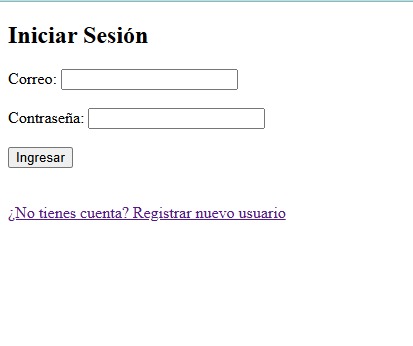 Iniciar Sesión
Correo:
Contraseña:
Ingresar
¿No tienes cuenta? Registrar nuevo usuario